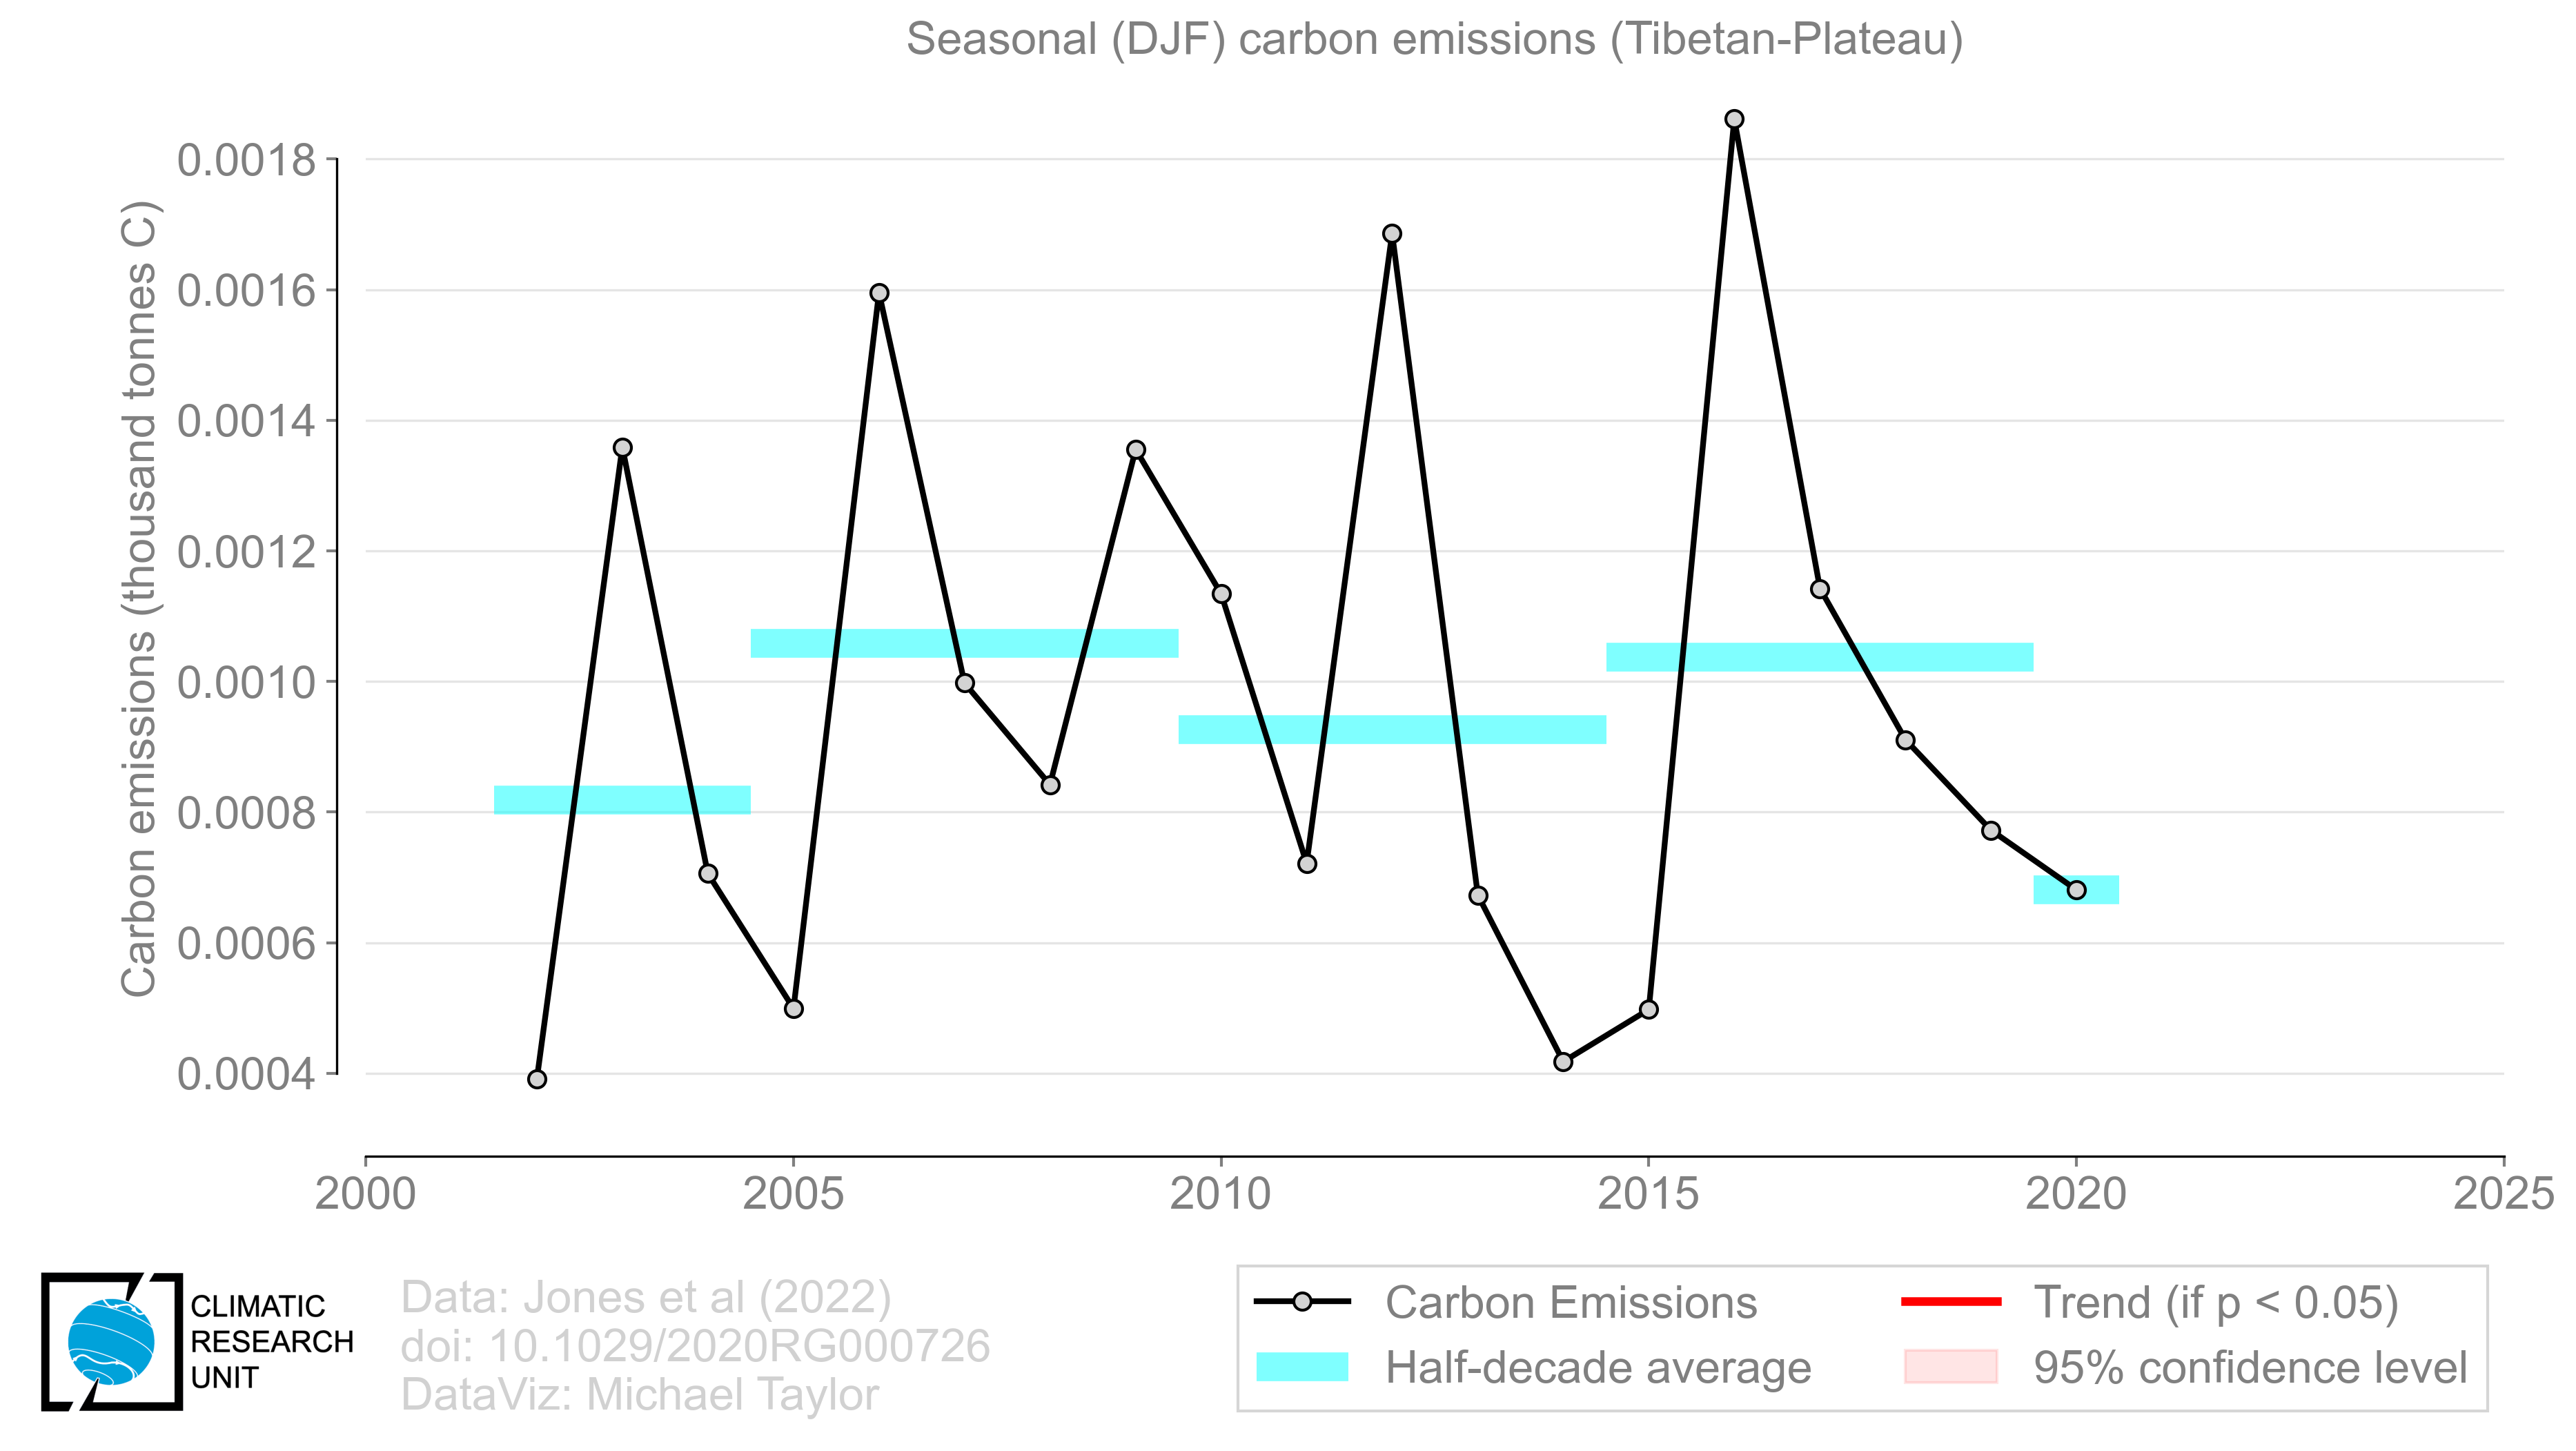 Seasonal (DJF) carbon emissions (Tibetan-Plateau)
Carbon emissions (thousand tonnes C)
0.0018
0.0016
0.0014
0.0012
0.0010
0.0008
0.0006
0.0004
2000 2005 2010 2015 2020 2025
CLIMATIC
RESEARCH
UNIT
Data: Jones et al (2022)
doi: 10.1029/2020RG000726
DataViz: Michael Taylor
Carbon Emissions
Half-decade average
Trend (if p < 0.05)
95% confidence level